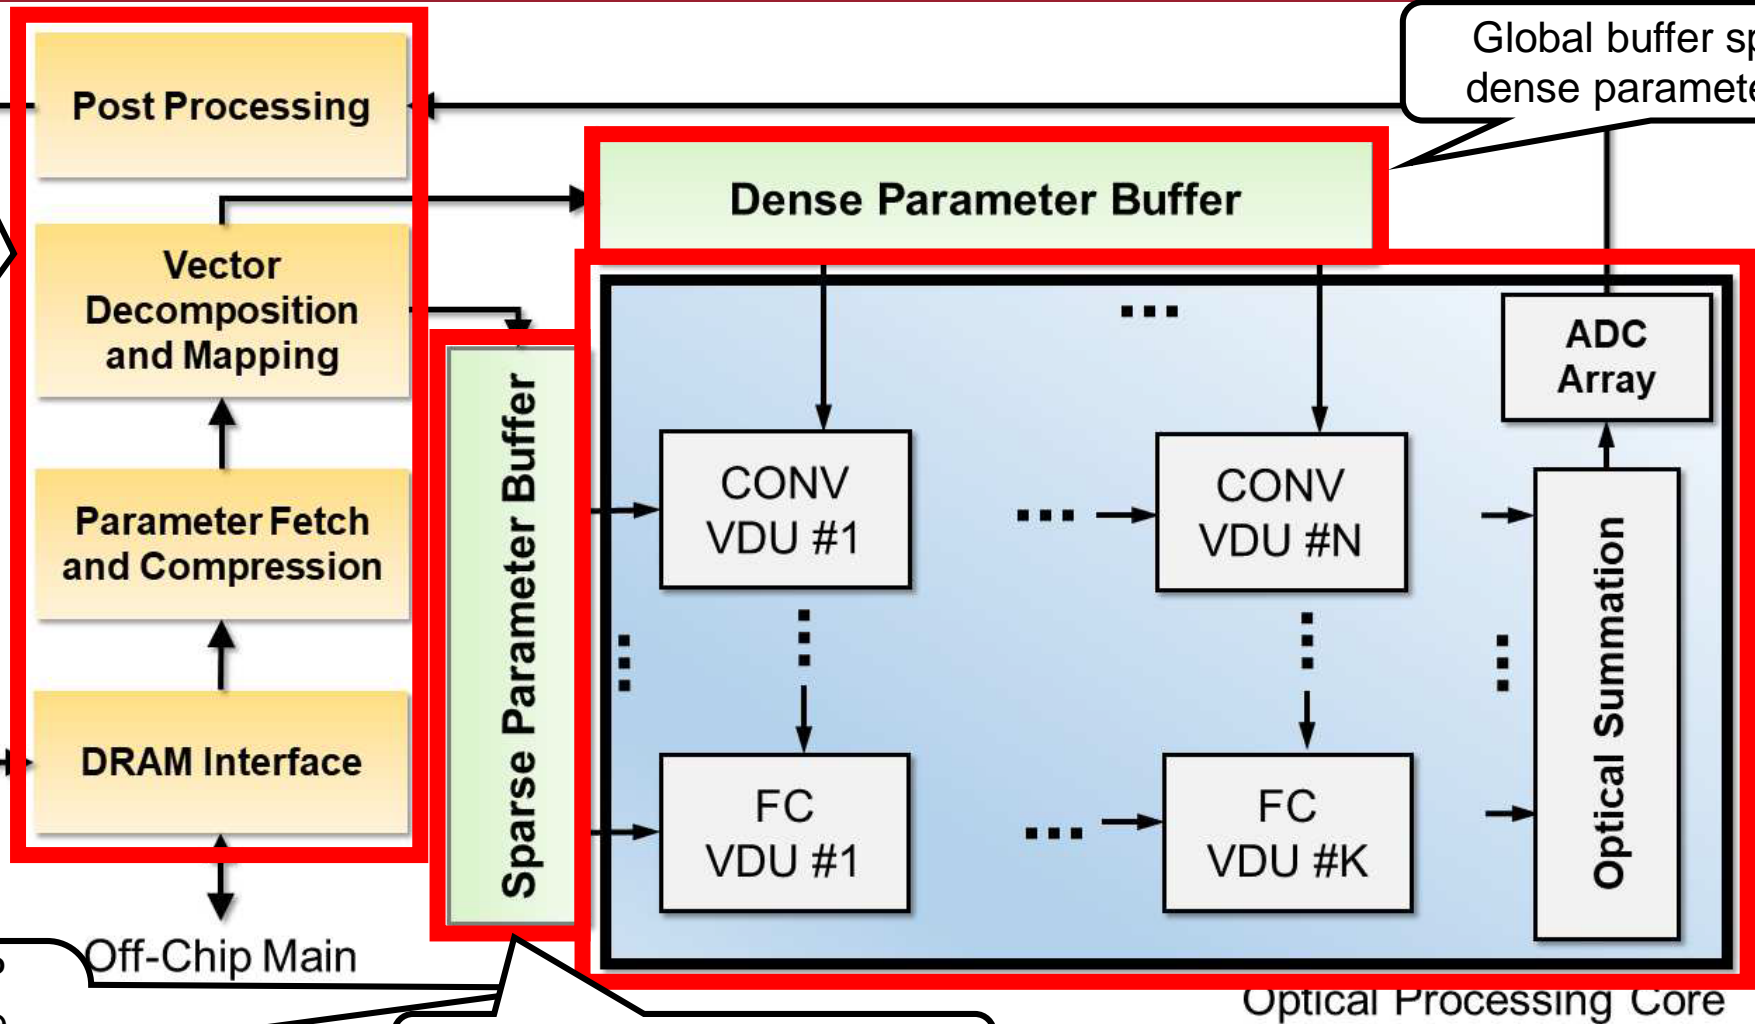 Global buffer
dense
Post Processing
Dense Parameter Buffer
Vector
Decomposition
and Mapping
ADC
Array
Sparse Parameter Buffer
CONV
VDU #1
CONV
VDU #N
Parameter Fetch
and Compression
Optical Summation
DRAM Interface
FC
VDU #1
FC
VDU #K
Off-Chip Main
Optical Processing Core